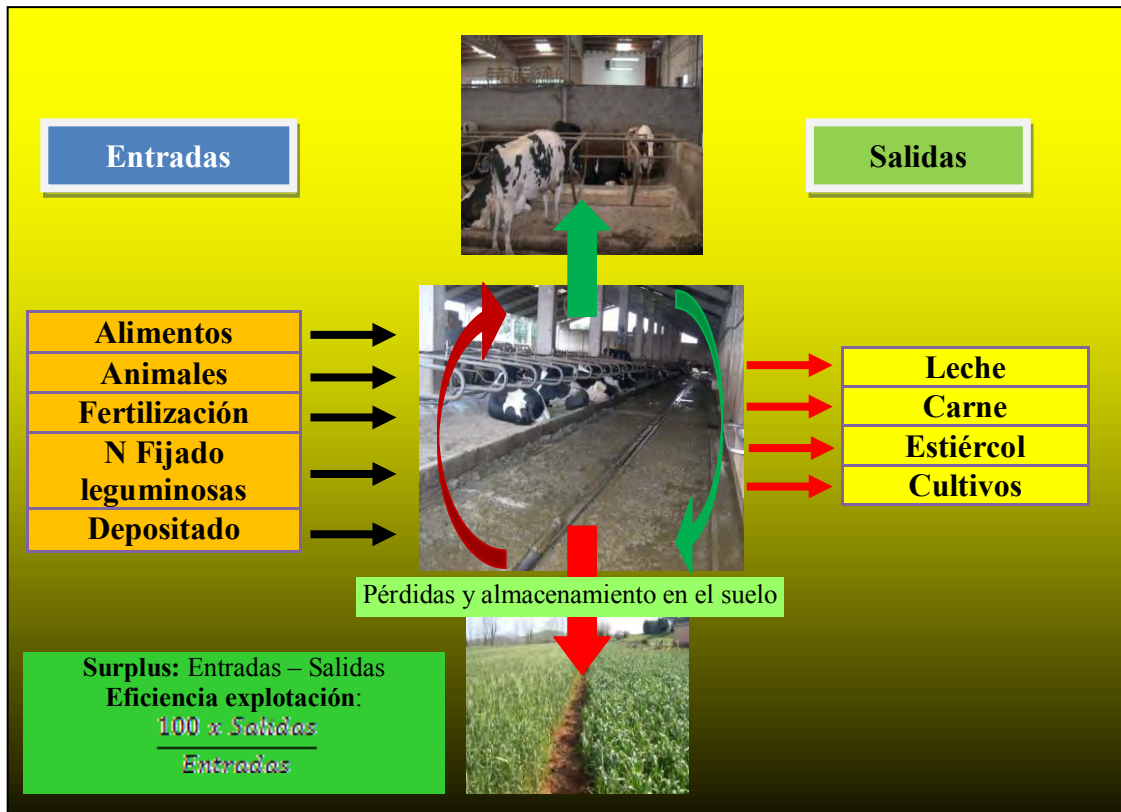 Entradas
Salidas
Alimentos
Animales
Fertilización
N Fijado
leguminosas
Depositado
Leche
Carne
Estiércol
Cultivos
Pérdidas y almacenamiento en el suelo
Surplus: Entradas – Salidas
Eficiencia explotación:
100 x Salidas
Entradas